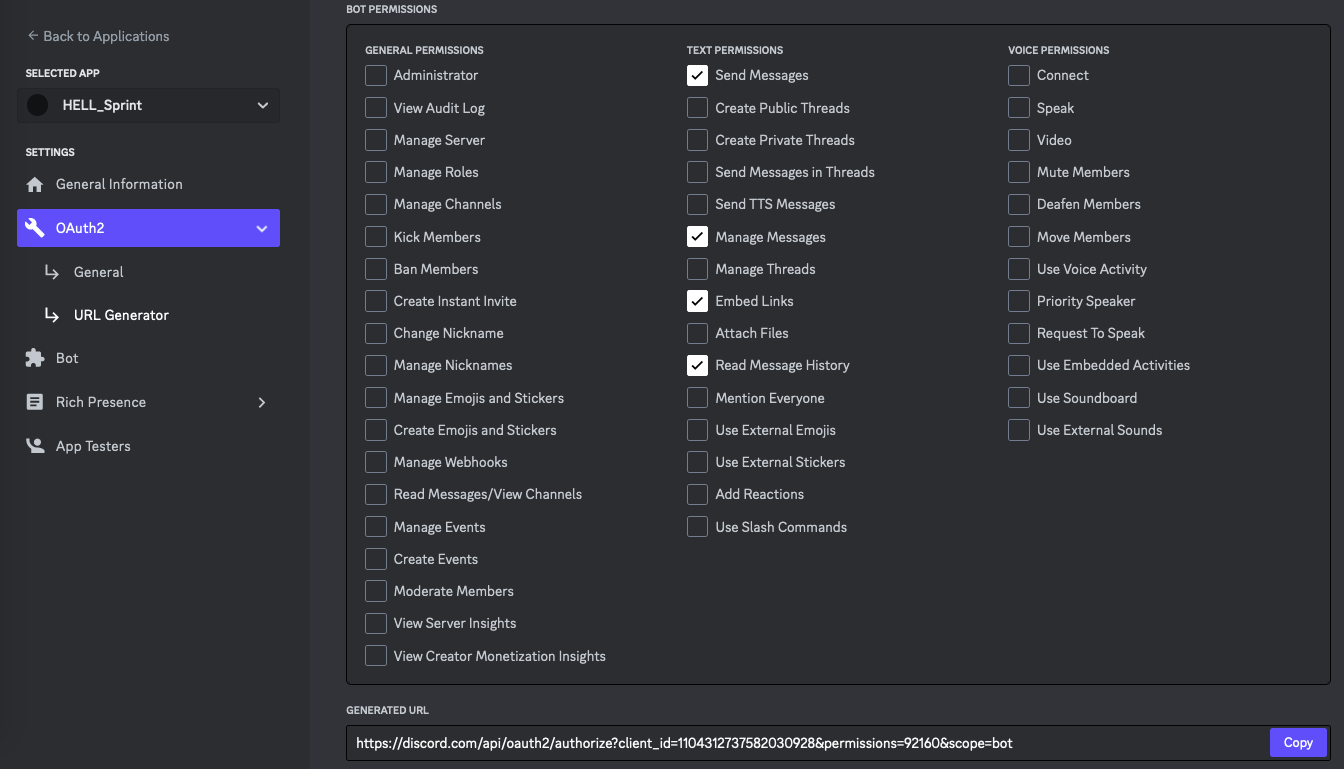 Back to Applications
SELECTED APP
HELL_Sprint
SETTINGS
General Information
OAuth2
General
URL Generator
Bot
Rich Presence
App Testers
BOT PERMISSIONS
GENERAL PERMISSIONS
Administrator
View Audit Log
Manage Server
Manage Roles
Manage Channels
Kick Members
Ban Members
Create Instant Invite
Change Nickname
Manage Nicknames
Manage Emojis and Stickers
Create Emojis and Stickers
Manage Webhooks
Read Messages/View Channels
Manage Events
Create Events
Moderate Members
View Server Insights
View Creator Monetization Insights
TEXT PERMISSIONS
Send Messages
Create Public Threads
Create Private Threads
Send Messages in Threads
Send TTS Messages
Manage Messages
Manage Threads
Embed Links
Attach Files
Read Message History
Mention Everyone
Use External Emojis
Use External Stickers
Add Reactions
Use Slash Commands
VOICE PERMISSIONS
Connect
Speak
Video
Mute Members
Deafen Members
Move Members
Use Voice Activity
Priority Speaker
Request To Speak
Use Embedded Activities
Use Soundboard
Use External Sounds
GENERATED URL
https://discord.com/api/oauth2/authorize?client_id=1104312737582030928&permissions=92160&scope=bot
Copy